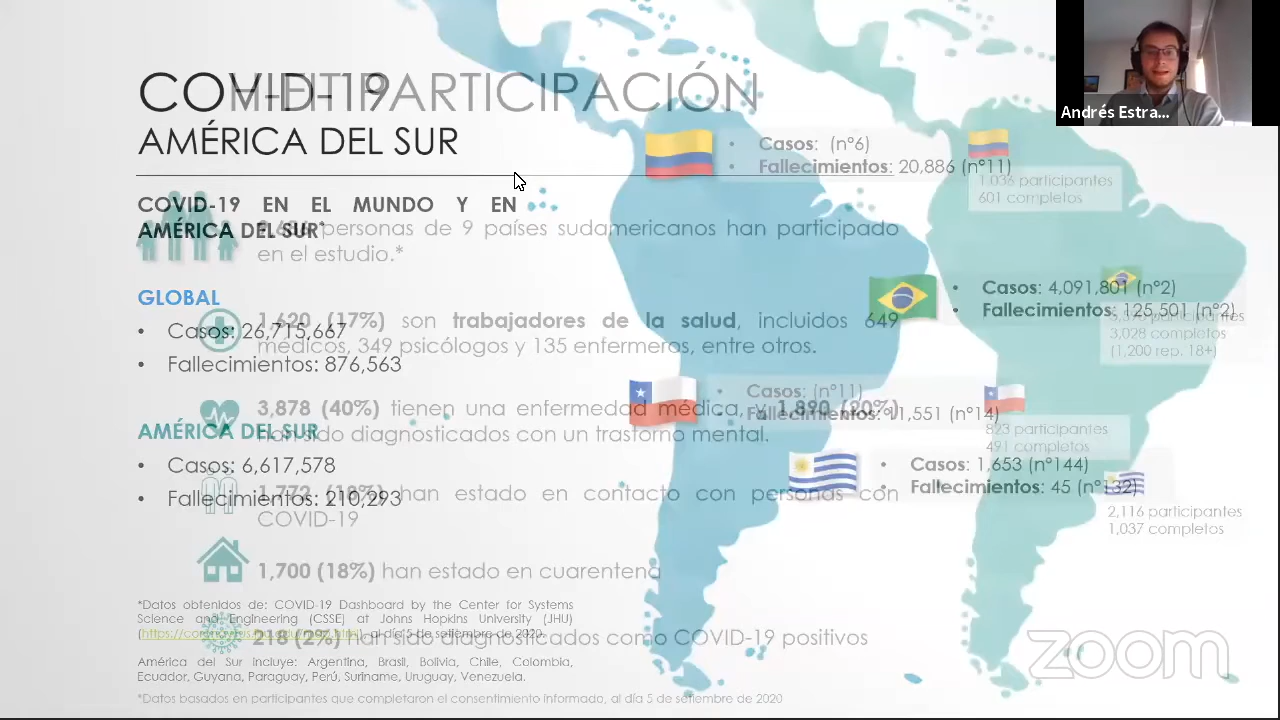 COVID-19
PARTICIPACIÓN
AMÉRICA DEL SUR
COVID-19 EN EL MUNDO Y EN
AMÉRICA DEL SUR*
personas de 9 países sudamericanos han participado
en el estudio.*
GLOBAL
• Casos: 26,715,667
• Fallecimientos: 876,563
1,620 (17%) son trabajadores de la salud, incluidos 649
médicos, 349 psicólogos y 135 enfermeros, entre otros.
3,878 (40%) tienen una enfermedad médica, y 1,890 (20%)
han sido diagnosticados con un trastorno mental.
AMÉRICA DEL SUR
• Casos: 6,617,578
• Fallecimientos: 210,293
1,772 (18%) han estado en contacto con personas con
COVID-19
1,700 (18%) han estado en cuarentena
218 (2%) han sido diagnosticados como COVID-19 positivos
*Datos obtenidos de: COVID-19 Dashboard by the Center for Systems
Science and Engineering (CSSE) at Johns Hopkins University (JHU)
al día 5 de setiembre de 2020.
América del Sur Incluye: Argentina, Brasil, Bolivia, Chile, Colombia,
Ecuador, Guyana, Paraguay, Perú, Suriname, Uruguay, Venezuela.
*Datos basados en participantes que completaron el consentimiento informado, al día 5 de setiembre de 2020
• Casos: (nº6)
• Fallecimientos: 20,886 (nº11)
1,036 participantes
601 completos
• Casos: 4,091,801 (nº2)
• Fallecimientos: 125,501 (nº2)
participantes
3,028 completos
(1,200 rep. 18+)
• Casos: (nº11)
• Fallecimientos: 11,551 (nº14)
823 participantes
491 completos
• Casos: 1,653 (nº144)
• Fallecimientos: 45 (nº132)
2,116 participantes
1,037 completos
Andrés Estra...
zoom